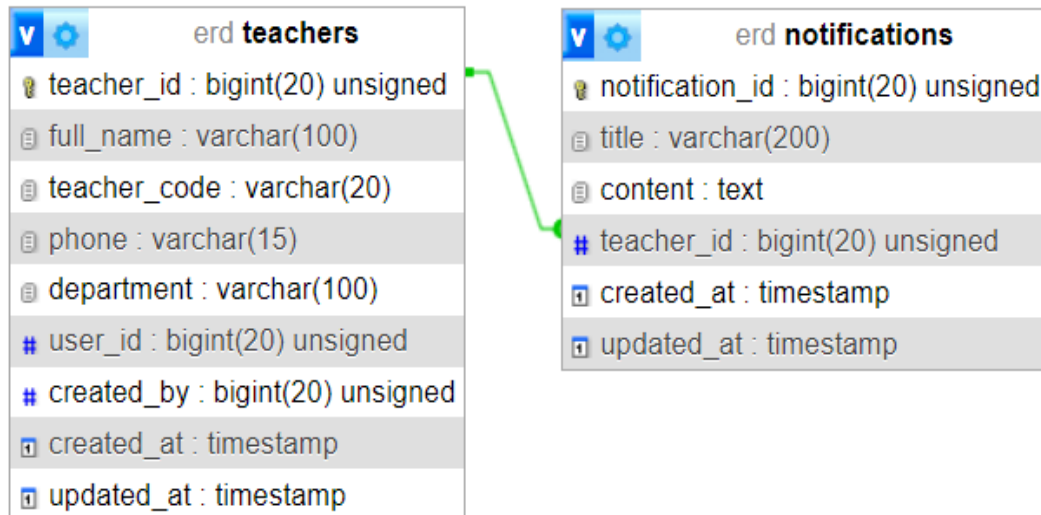 v erd teachers
teacher_id : bigint(20) unsigned
full_name : varchar(100)
teacher_code : varchar(20)
phone : varchar(15)
department : varchar(100)
# user_id : bigint(20) unsigned
# created_by : bigint(20) unsigned
created_at : timestamp
updated_at : timestamp
v erd notifications
notification_id : bigint(20) unsigned
title : varchar(200)
content : text
# teacher_id : bigint(20) unsigned
created_at : timestamp
updated_at : timestamp